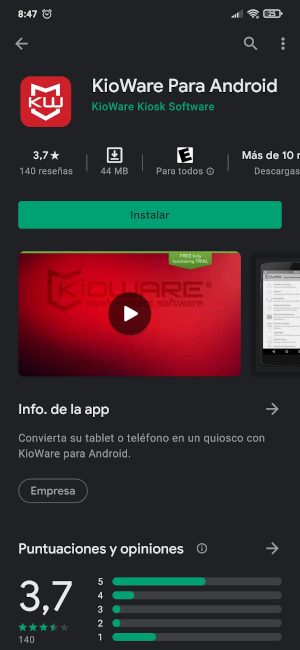 8:47
25
KW
KioWare Para Android
KioWare Kiosk Software
3,7★
140 reseñas
44 MB
E
Para todos
Más de 10 m
Descargas
Instalar
FREE fully
functioning TRIAL
KIOWARE®
software
Info. de la app
Convierta su tablet o teléfono en un quiosco con
KioWare para Android.
Empresa
Puntuaciones y opiniones
3,7
140
5
4
3
2
1